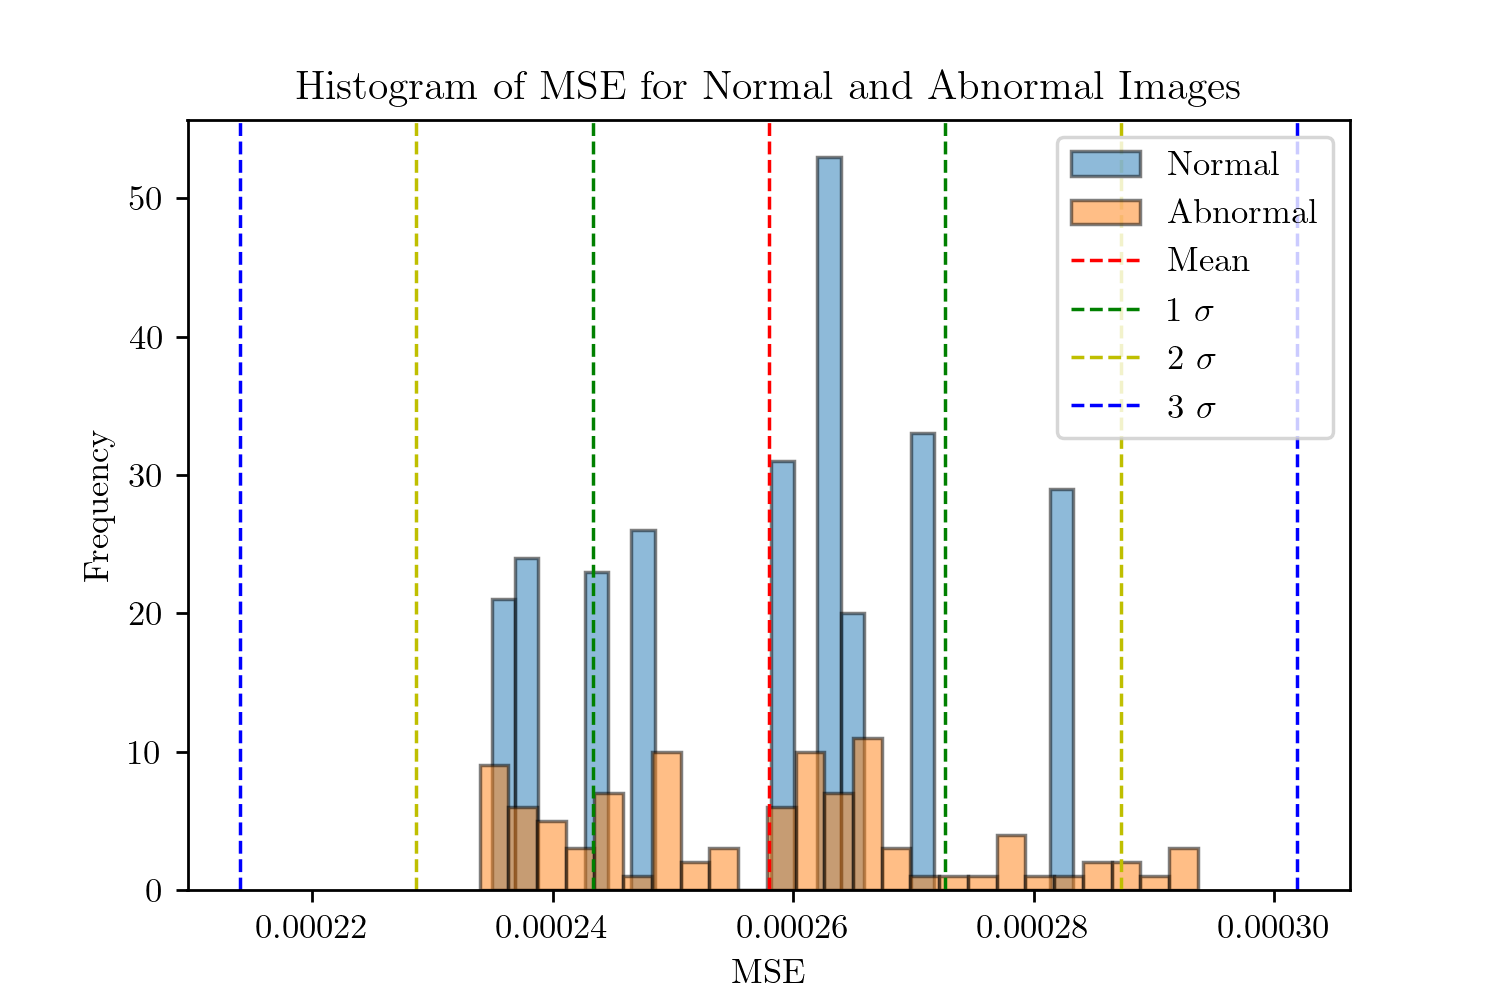 Histogram of MSE for Normal and Abnormal Images
Normal
Abnormal
Mean
1 σ
2 σ
3 σ
50
40
30
20
10
0
Frequency
0.00022 0.00024 0.00026 0.00028 0.00030
MSE